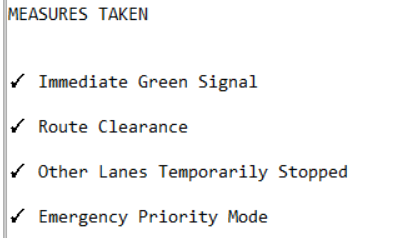 MEASURES TAKEN
✓ Immediate Green Signal
✓ Route Clearance
✓ Other Lanes Temporarily Stopped
✓ Emergency Priority Mode